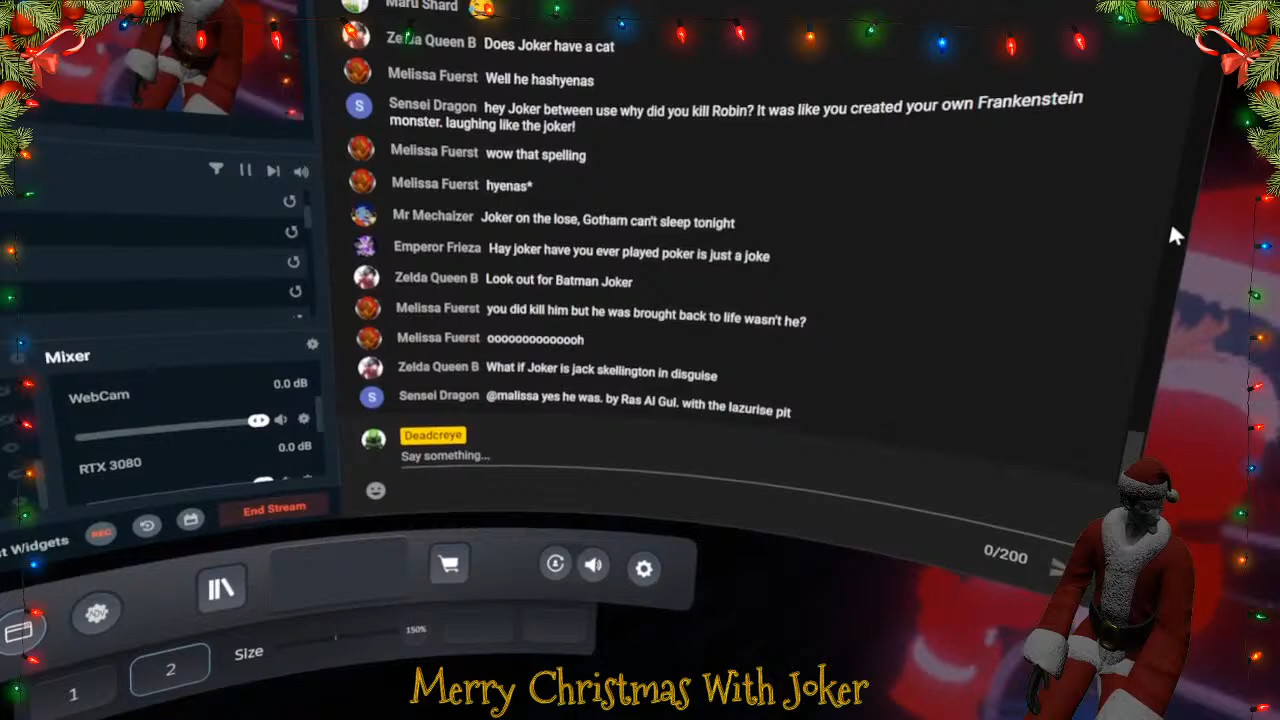 Maru Shard
Zelda Queen B Does Joker have a cat
Melissa Fuerst Well he hashyenas
Sensei Dragon hey Joker between use why did you kill Robin? It was like you created your own Frankenstein
monster. laughing like the joker!
Melissa Fuerst wow that spelling
Melissa Fuerst hyenas*
Mr Mechaizer Joker on the lose, Gotham can't sleep tonight
Emperor Frieza Hay joker have you ever played poker is just a joke
Zelda Queen B Look out for Batman Joker
Melissa Fuerst you did kill him but he was brought back to life wasn't he?
Melissa Fuerst ooooooooooooooh
Zelda Queen B What if Joker is jack skellington in disguise
S Sensei Dragon @malissa yes he was. by Ras Al Gul. with the lazurise pit
Deadcreye
Say something...
0/200
Mixer
WebCam 0.0 dB
RTX 3080 0.0 dB
st Widgets REC End Stream
1 2 Size 150%
Merry Christmas With Joker